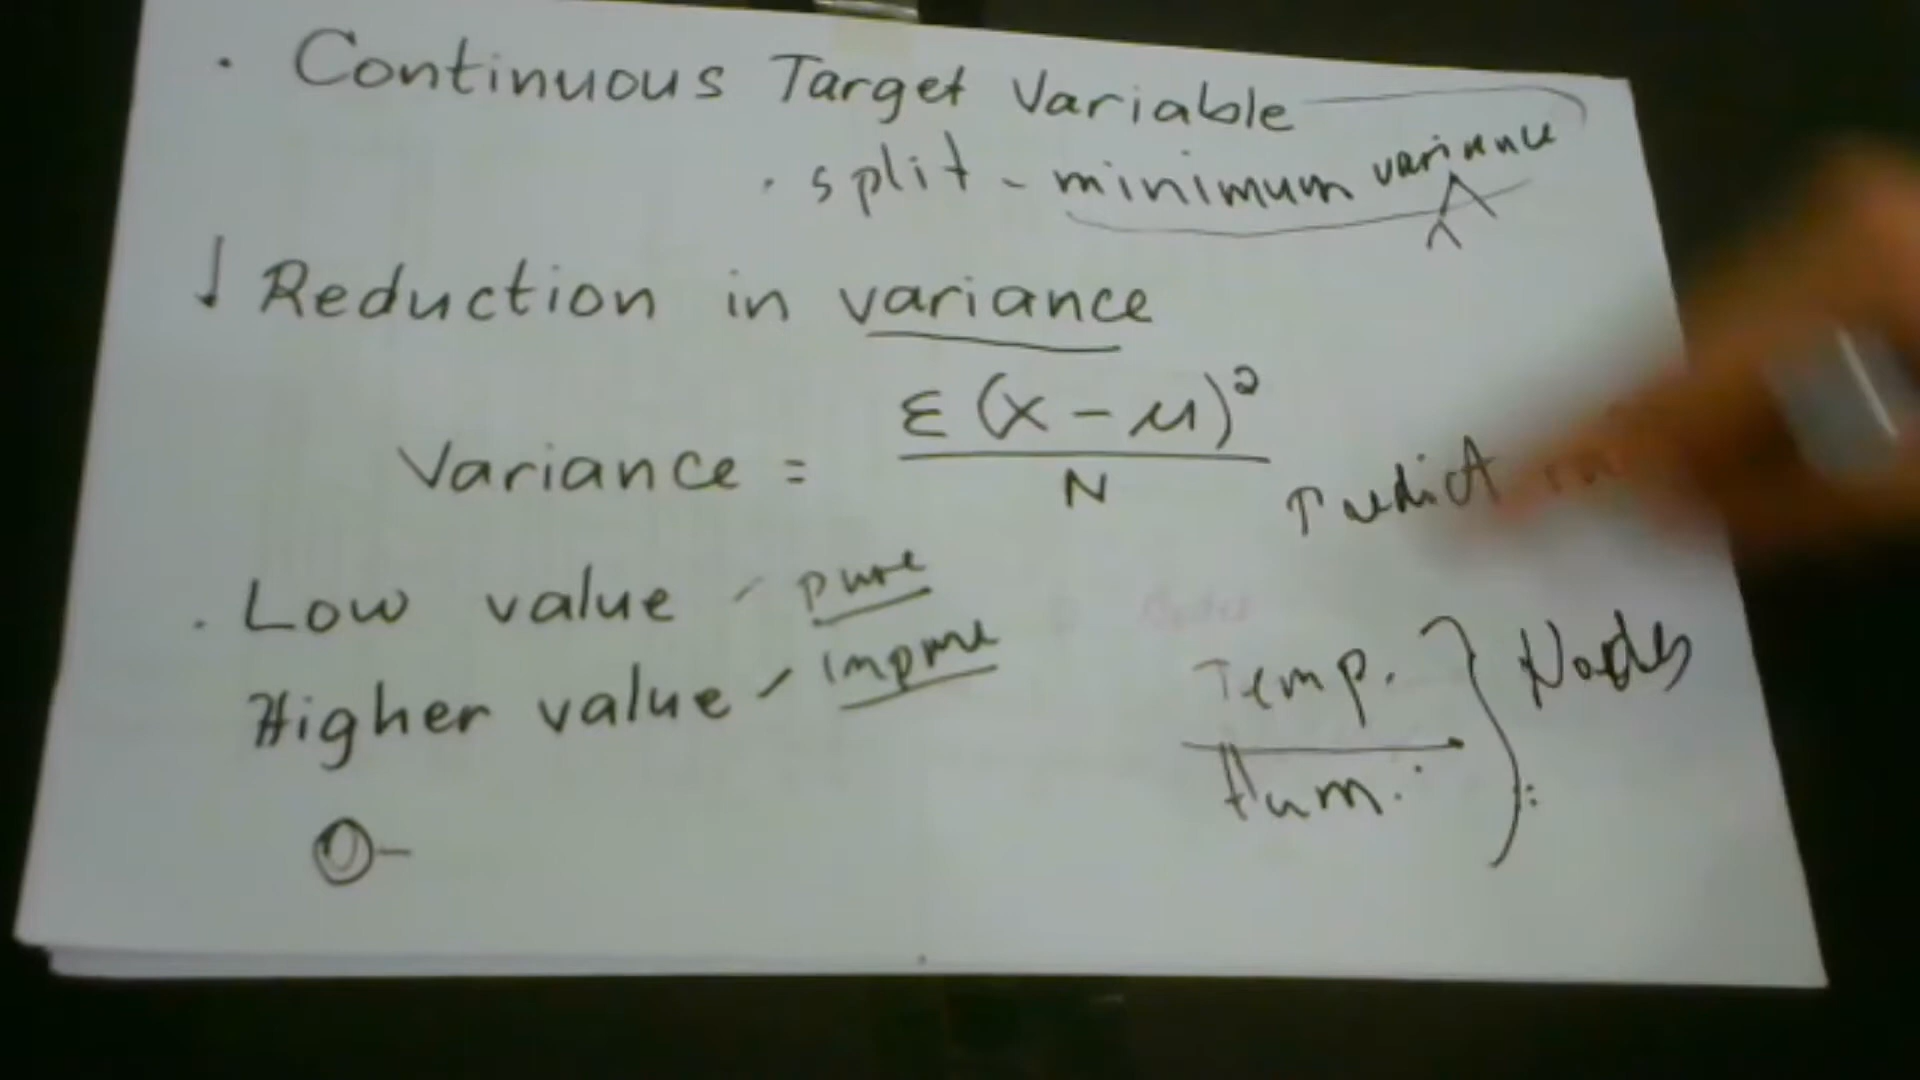 · Continuous Target Variable
· split - minimum variance
↓ Reduction in variance
Variance = Σ(x - μ)²
N
Predict
· Low value - pure
Higher value - impure
Temp.
Hum.
Nodes